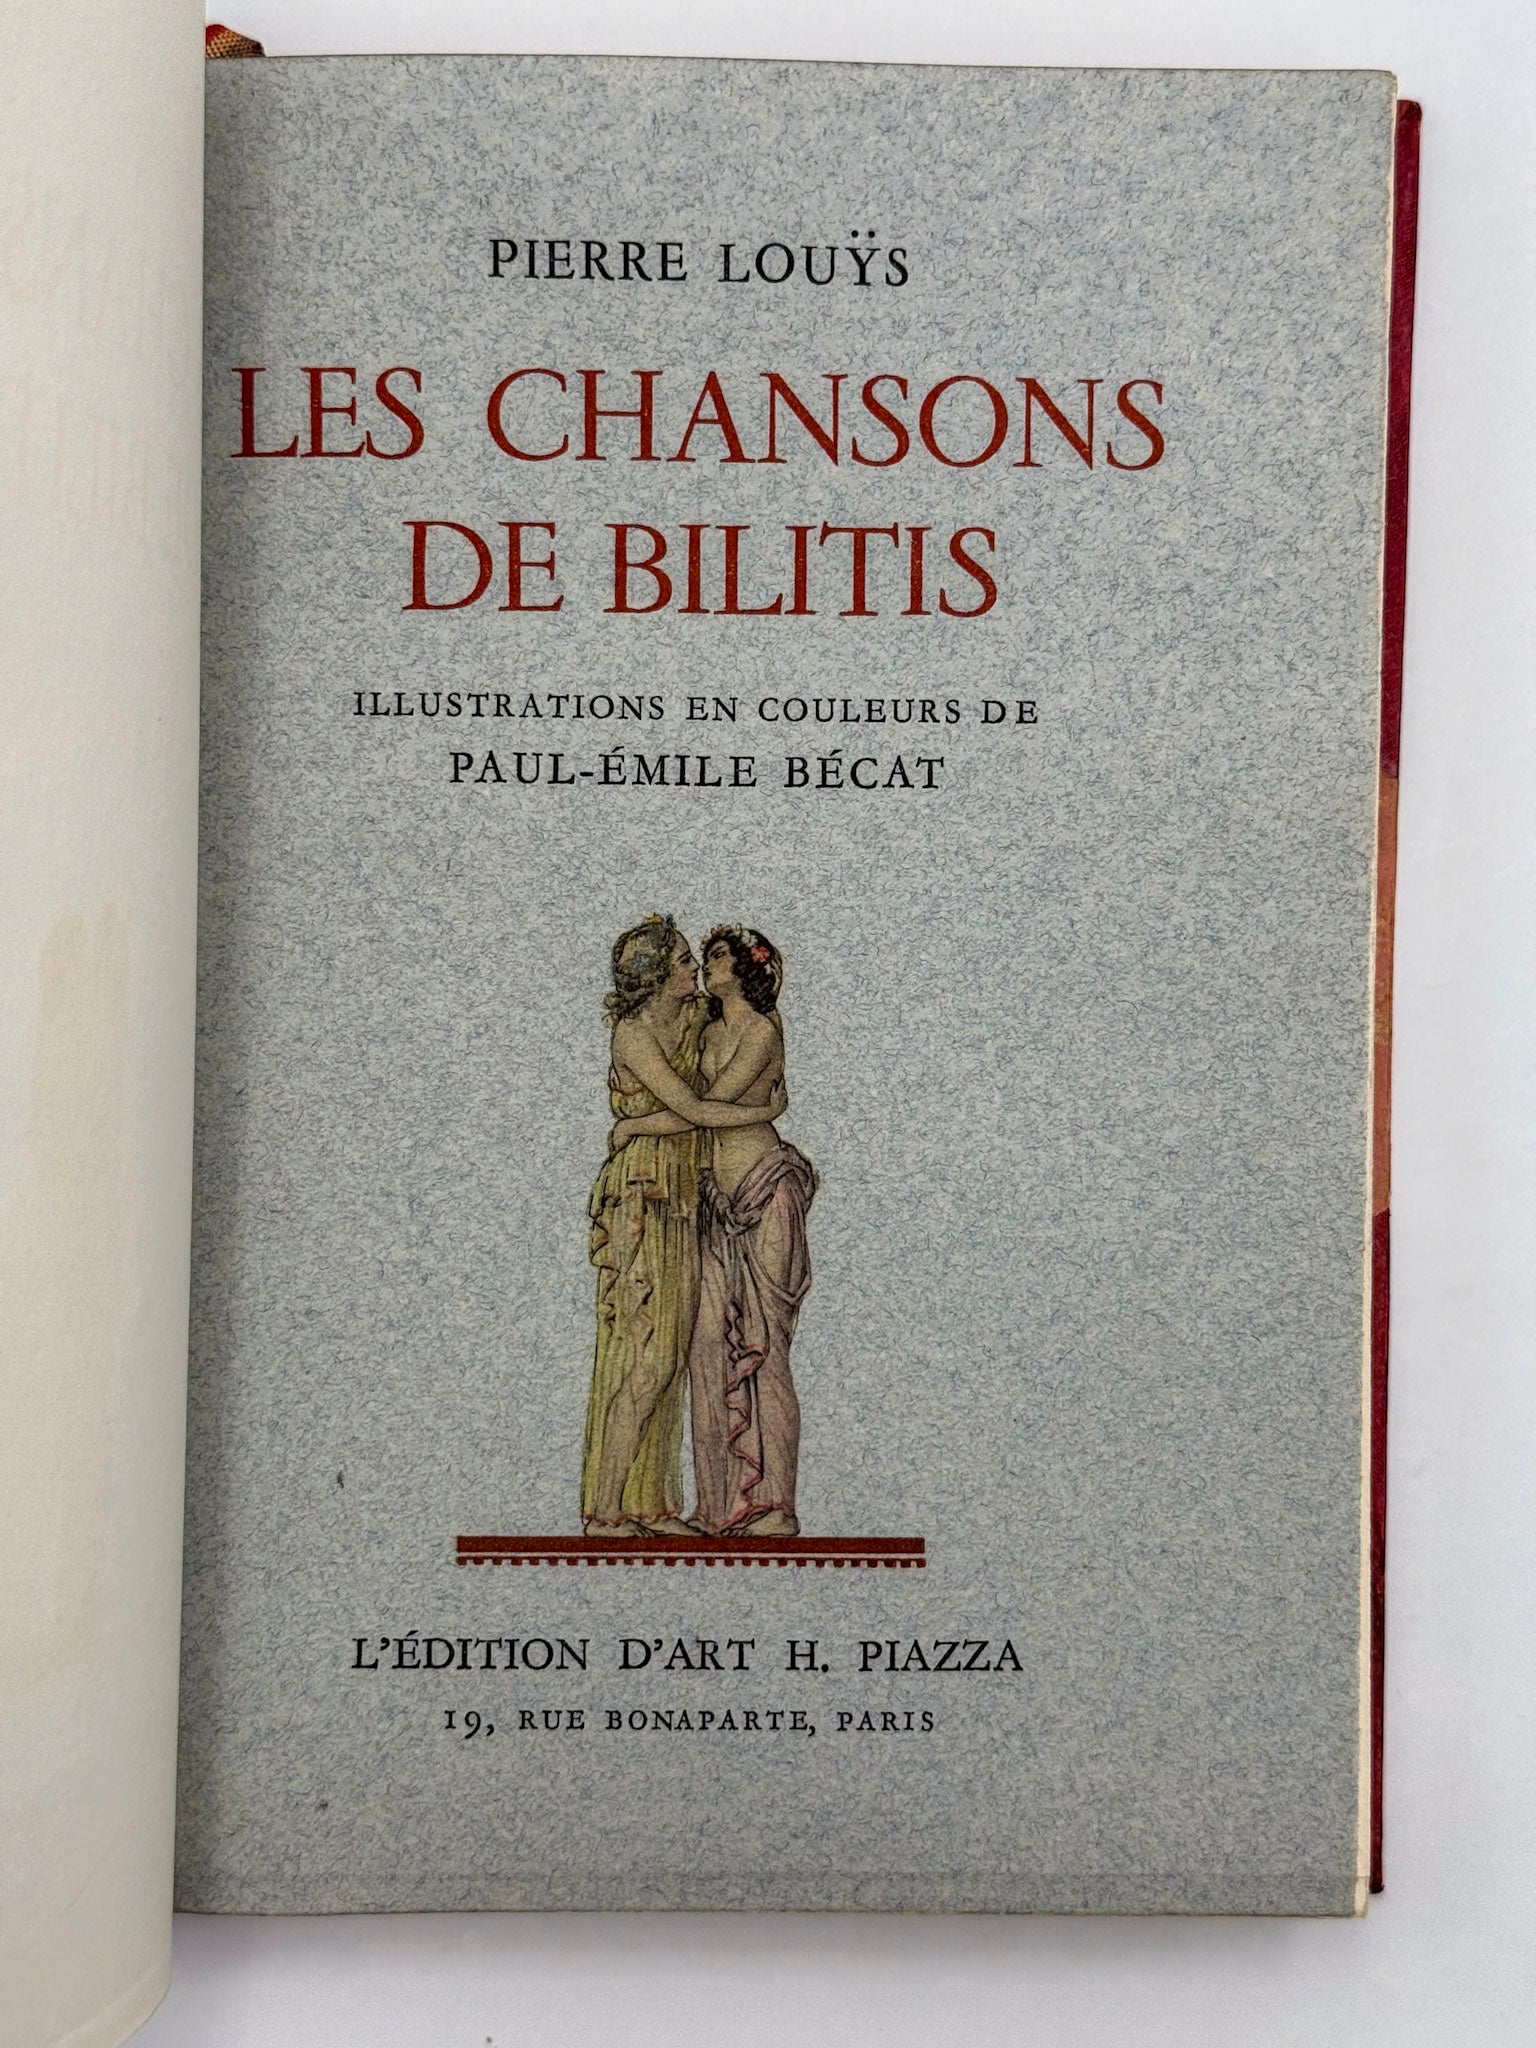 PIERRE LOUŸS
LES CHANSONS
DE BILITIS
ILLUSTRATIONS EN COULEURS DE
PAUL-ÉMILE BÉCAT
L'ÉDITION D'ART H. PIAZZA
19, RUE BONAPARTE, PARIS